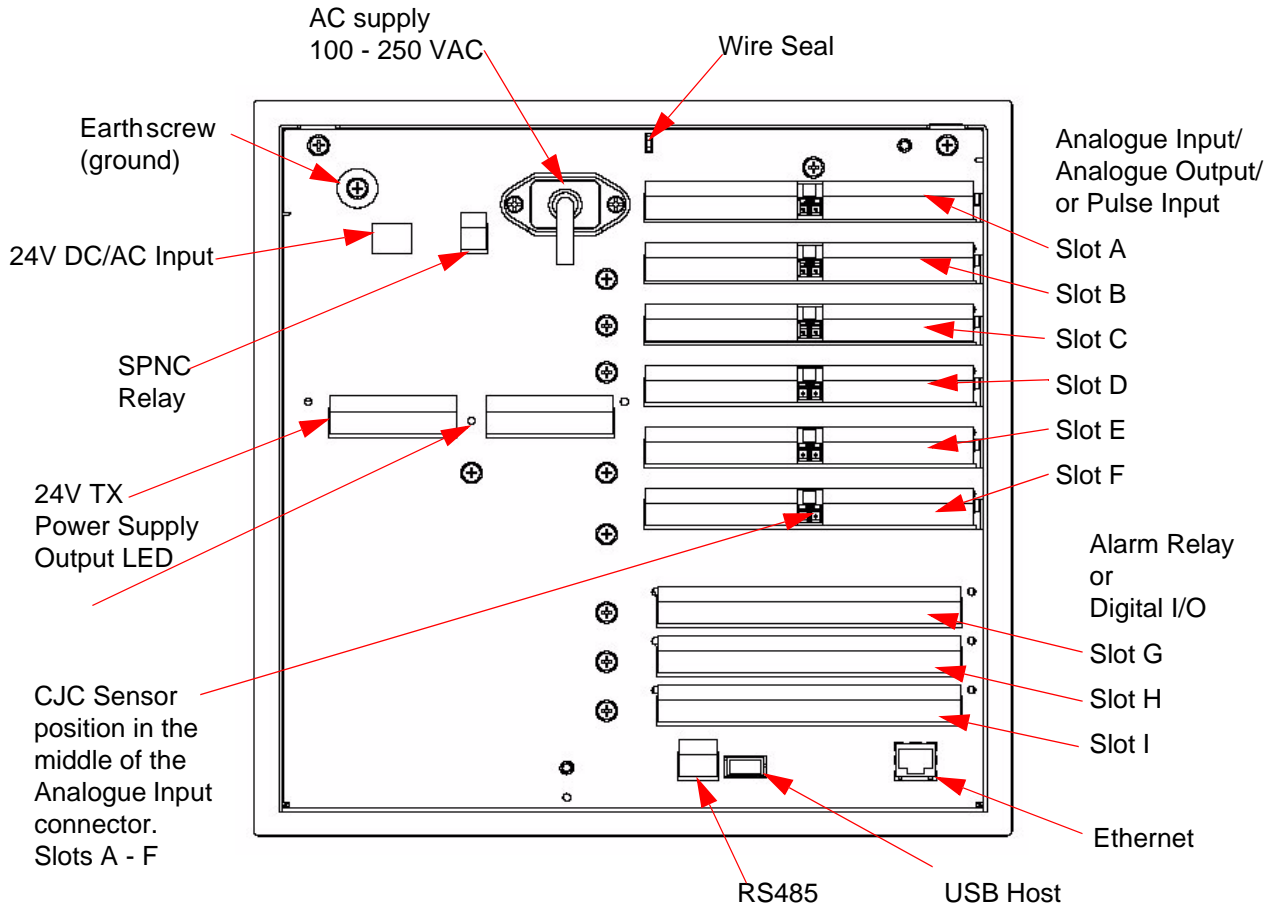 AC supply
100 - 250 VAC
Wire Seal
Earth screw
(ground)
24V DC/AC Input
SPNC
Relay
24V TX
Power Supply
Output LED
CJC Sensor
position in the
middle of the
Analogue Input
connector.
Slots A - F
Analogue Input/
Analogue Output/
or Pulse Input
Slot A
Slot B
Slot C
Slot D
Slot E
Slot F
Alarm Relay
or
Digital I/O
Slot G
Slot H
Slot I
Ethernet
RS485
USB Host